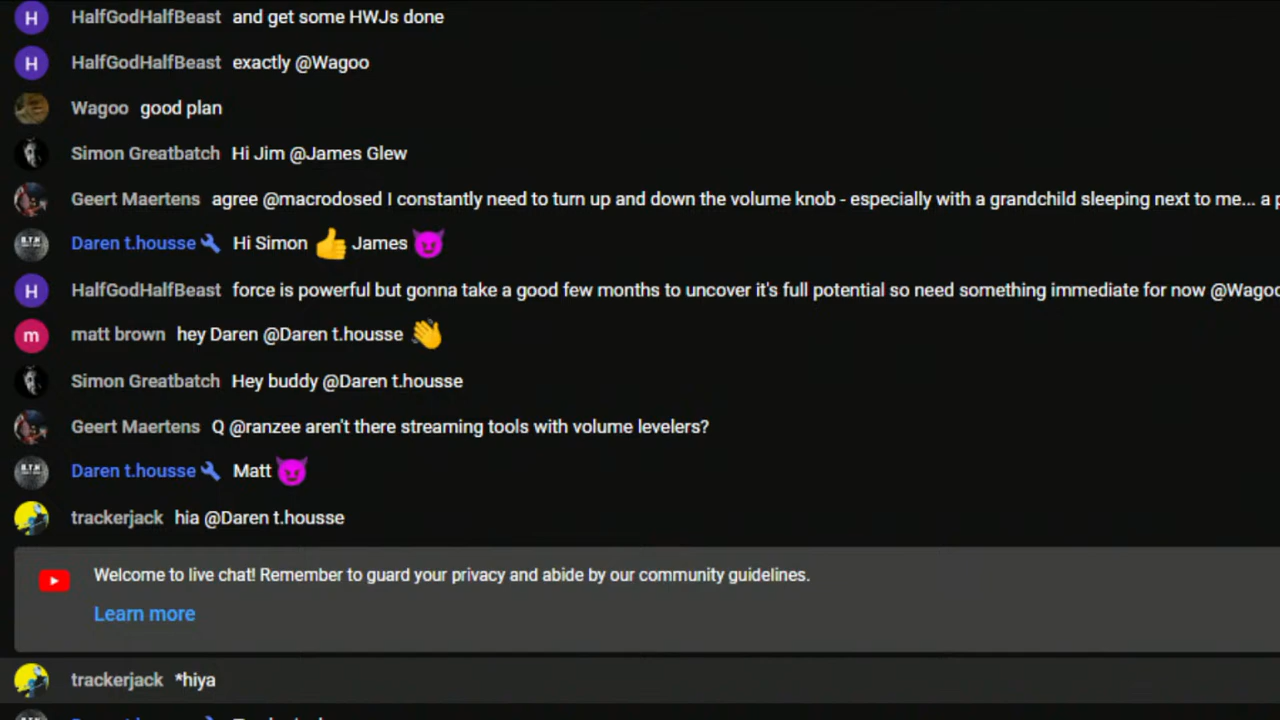 H HalfGodHalfBeast and get some HWJs done
H HalfGodHalfBeast exactly @Wagoo
Wagoo good plan
Simon Greatbatch Hi Jim @James Glew
Geert Maertens agree @macrodosed I constantly need to turn up and down the volume knob - especially with a grandchild sleeping next to me... a p
Daren t.housse Hi Simon 👍 James 😈
H HalfGodHalfBeast force is powerful but gonna take a good few months to uncover it's full potential so need something immediate for now @Wagoo
m matt brown hey Daren @Daren t.housse 👋
Simon Greatbatch Hey buddy @Daren t.housse
Geert Maertens Q @ranzee aren't there streaming tools with volume levelers?
Daren t.housse Matt 😈
trackerjack hia @Daren t.housse
Welcome to live chat! Remember to guard your privacy and abide by our community guidelines.
Learn more
trackerjack *hiya